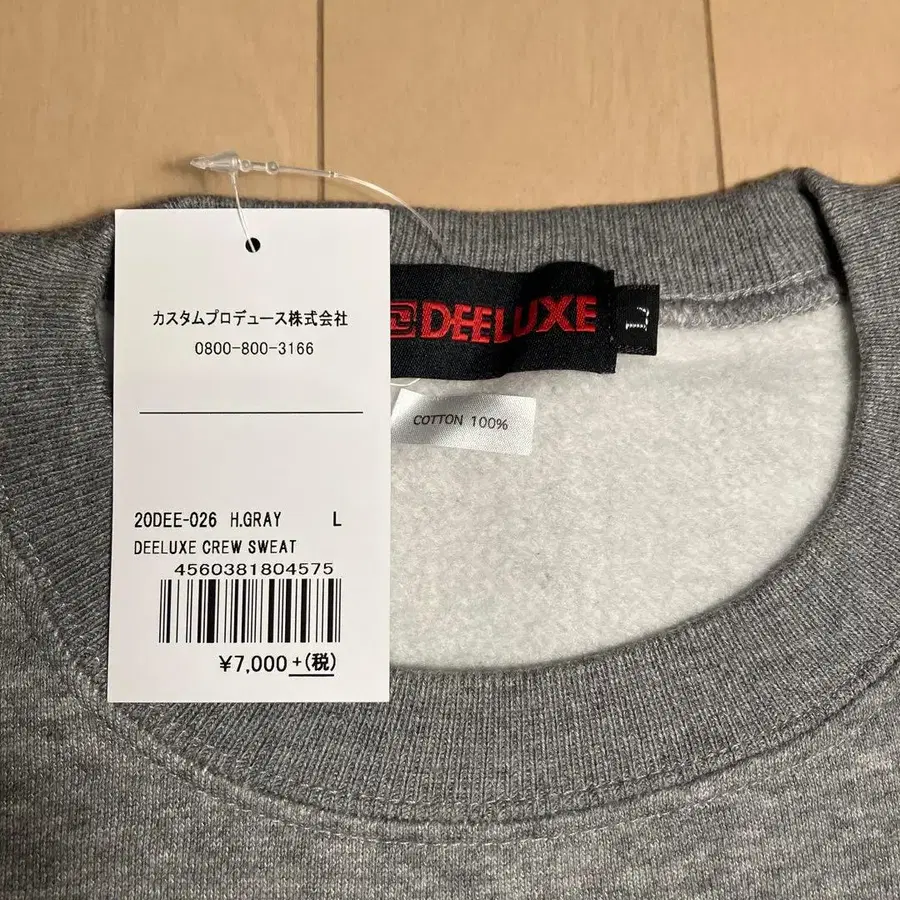 カスタムプロデュース株式会社
0800-800-3166
20DEE-026 H.GRAY L
DEELUXE CREW SWEAT
4560381804575
¥7,000 +(税)
DEELUXE
L
COTTON 100%